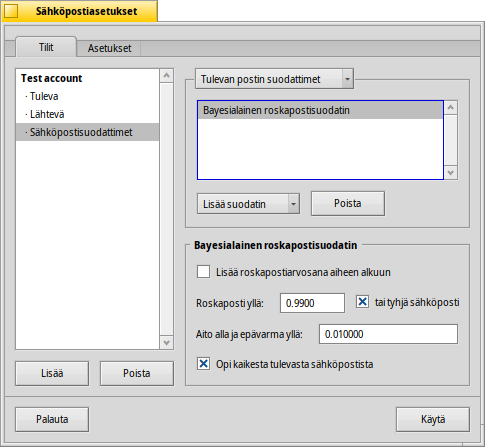 Sähköpostiasetukset
Tilit
Asetukset
Test account
· Tuleva
· Lähtevä
· Sähköpostisuodattimet
Lisää
Poista
Tulevan postin suodattimet
Bayesialainen roskapostisuodatin
Lisää suodatin
Poista
Bayesialainen roskapostisuodatin
Lisää roskapostiarvosana aiheen alkuun
Roskaposti yllä: 0.9900 tai tyhjä sähköposti
Aito alla ja epävarma yllä: 0.010000
Opi kaikesta tulevasta sähköpostista
Palauta
Käytä